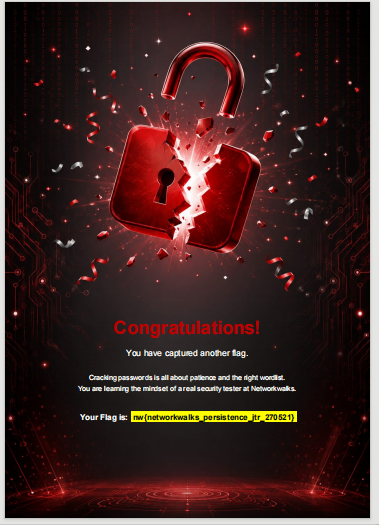 Congratulations!
You have captured another flag.
Cracking passwords is all about patience and the right wordlist.
You are learning the mindset of a real security tester at Networkwalks.
Your Flag is: nw{networkwalks_persistence_jtr_270521}